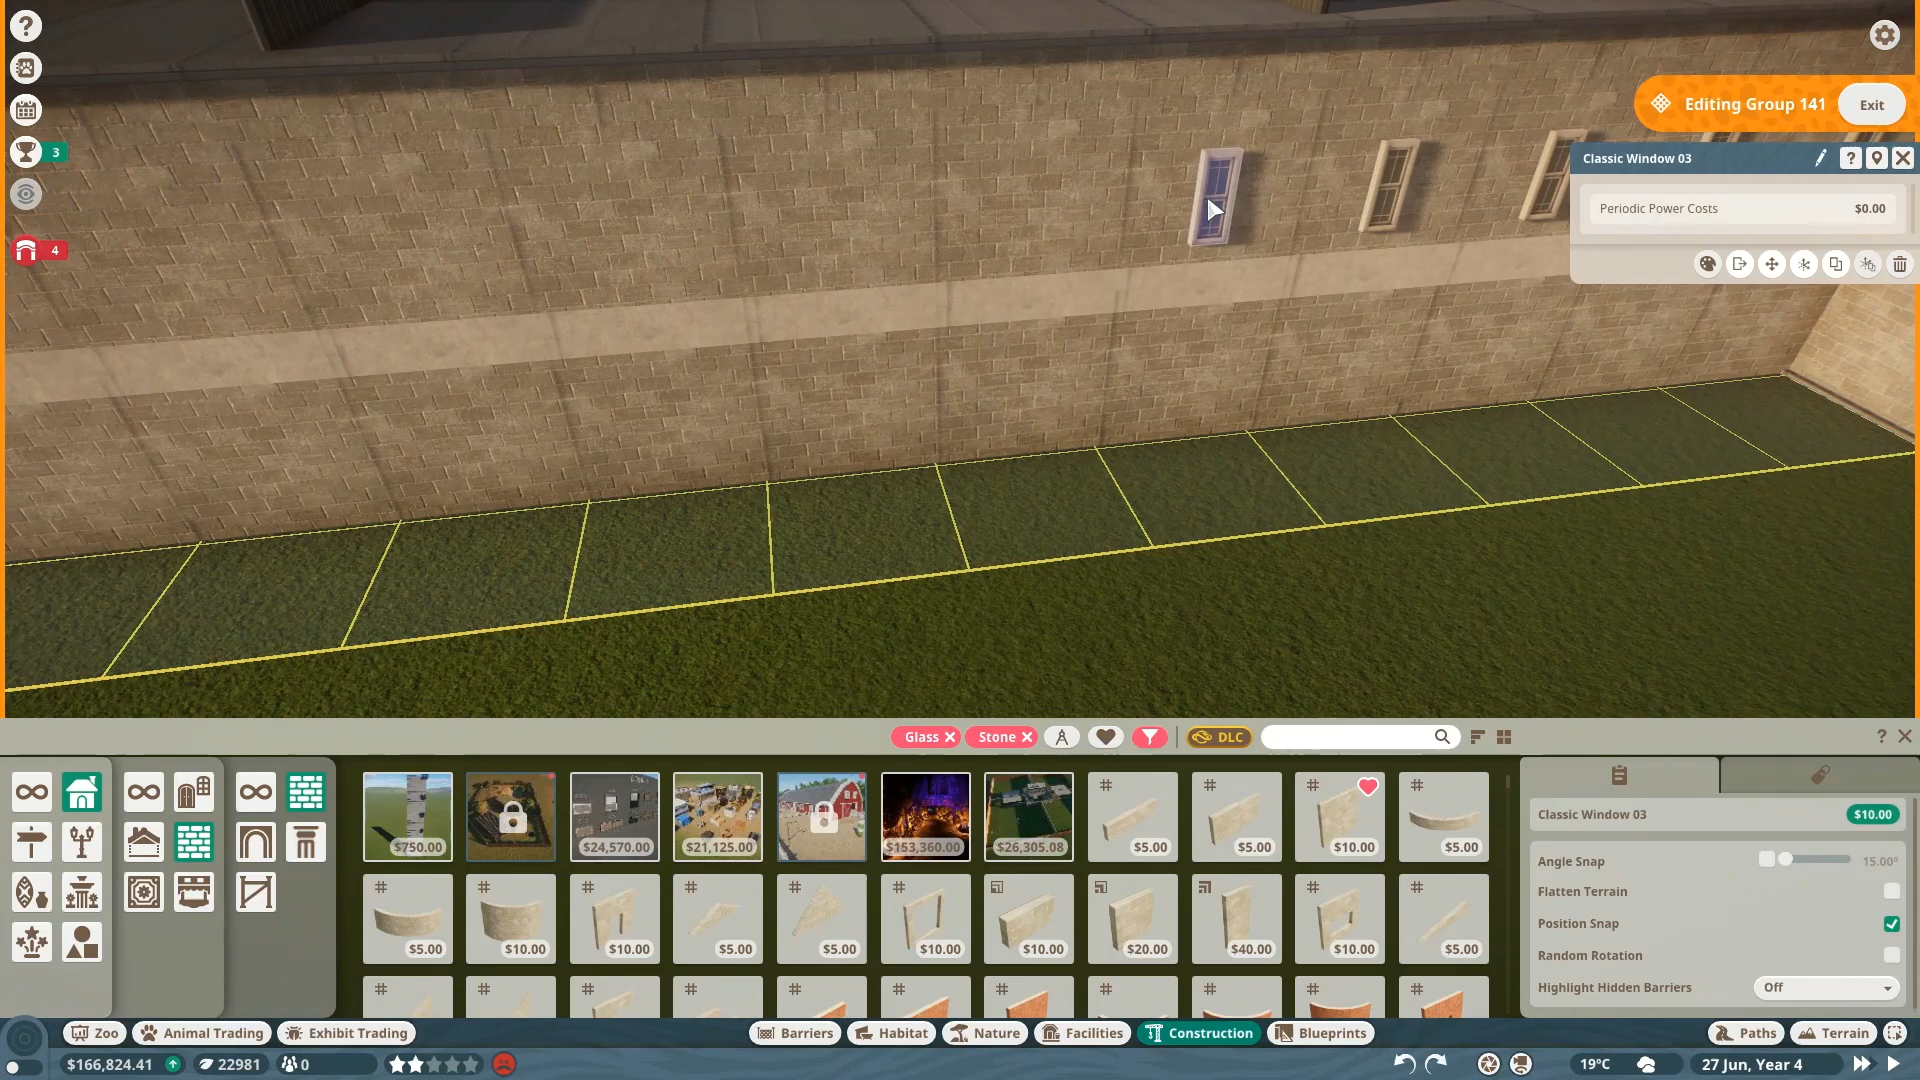 ?
3
4
Editing Group 141
Exit
Classic Window 03
?
Periodic Power Costs
$0.00
Glass
Stone
DLC
?
$750.00
$24,570.00
$21,125.00
$153,360.00
$26,305.08
$5.00
$5.00
$10.00
$5.00
$5.00
$10.00
$10.00
$5.00
$5.00
$10.00
$10.00
$20.00
$40.00
$10.00
$5.00
Classic Window 03
$10.00
Angle Snap
15.00°
Flatten Terrain
Position Snap
Random Rotation
Highlight Hidden Barriers
Off
Zoo
Animal Trading
Exhibit Trading
Barriers
Habitat
Nature
Facilities
Construction
Blueprints
Paths
Terrain
$166,824.41
22981
0
19°C
27 Jun, Year 4